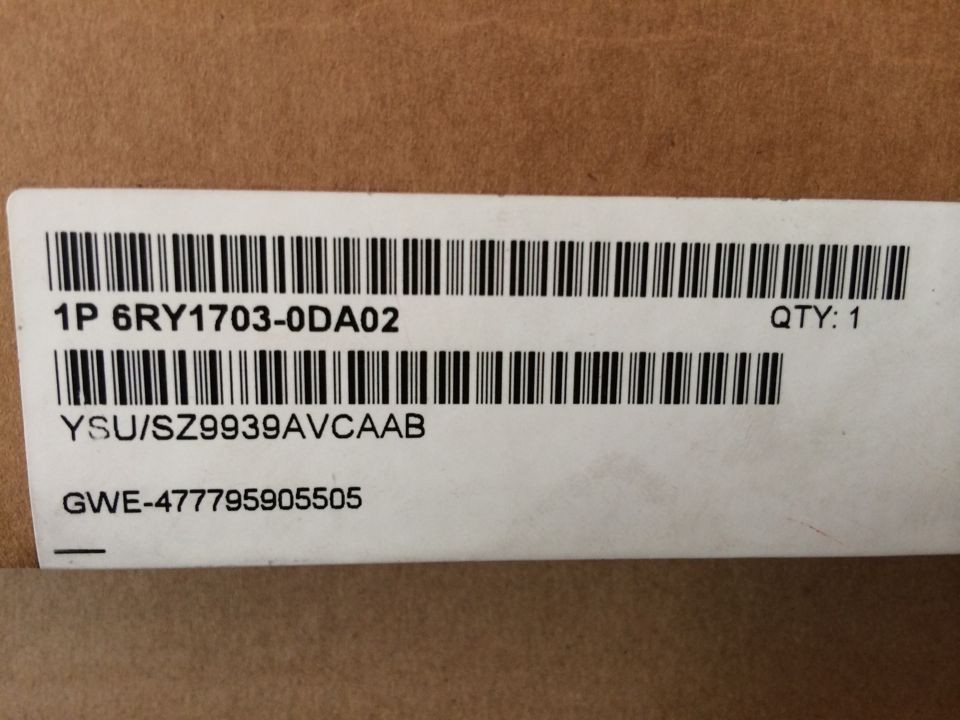 1P 6RY1703-0DA02 QTY: 1
YSU/SZ9939AVCAAB
GWE-477795905505